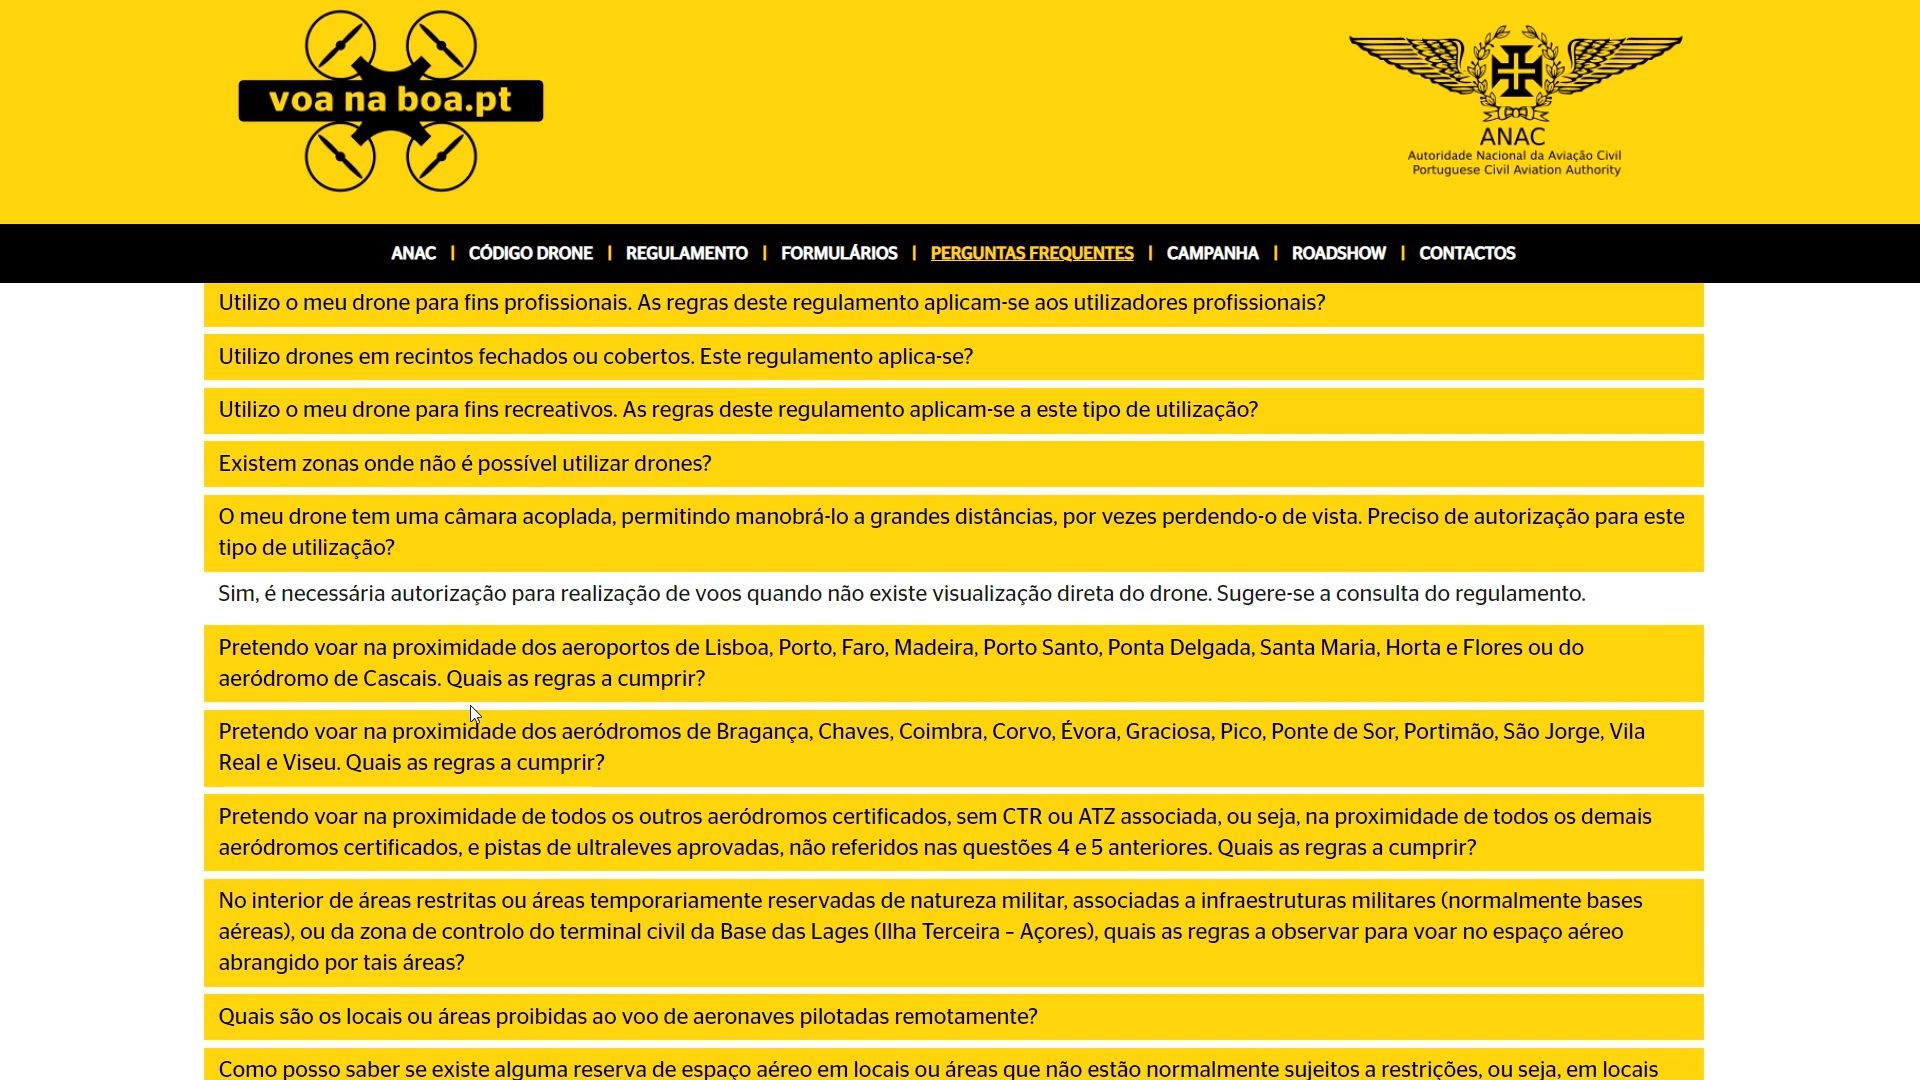 voa na boa.pt
ANAC
Autoridade Nacional da Aviação Civil
Portuguese Civil Aviation Authority
ANAC | CÓDIGO DRONE | REGULAMENTO | FORMULÁRIOS | PERGUNTAS FREQUENTES | CAMPANHA | ROADSHOW | CONTACTOS
Utilizo o meu drone para fins profissionais. As regras deste regulamento aplicam-se aos utilizadores profissionais?
Utilizo drones em recintos fechados ou cobertos. Este regulamento aplica-se?
Utilizo o meu drone para fins recreativos. As regras deste regulamento aplicam-se a este tipo de utilização?
Existem zonas onde não é possível utilizar drones?
O meu drone tem uma câmara acoplada, permitindo manobrá-lo a grandes distâncias, por vezes perdendo-o de vista. Preciso de autorização para este
tipo de utilização?
Sim, é necessária autorização para realização de voos quando não existe visualização direta do drone. Sugere-se a consulta do regulamento.
Pretendo voar na proximidade dos aeroportos de Lisboa, Porto, Faro, Madeira, Porto Santo, Ponta Delgada, Santa Maria, Horta e Flores ou do
aeródromo de Cascais. Quais as regras a cumprir?
Pretendo voar na proximidade dos aeródromos de Bragança, Chaves, Coimbra, Corvo, Évora, Graciosa, Pico, Ponte de Sor, Portimão, São Jorge, Vila
Real e Viseu. Quais as regras a cumprir?
Pretendo voar na proximidade de todos os outros aeródromos certificados, sem CTR ou ATZ associada, ou seja, na proximidade de todos os demais
aeródromos certificados, e pistas de ultraleves aprovadas, não referidos nas questões 4 e 5 anteriores. Quais as regras a cumprir?
No interior de áreas restritas ou áreas temporariamente reservadas de natureza militar, associadas a infraestruturas militares (normalmente bases
aéreas), ou da zona de controlo do terminal civil da Base das Lages (Ilha Terceira – Açores), quais as regras a observar para voar no espaço aéreo
abrangido por tais áreas?
Quais são os locais ou áreas proibidas ao voo de aeronaves pilotadas remotamente?
Como posso saber se existe alguma reserva de espaço aéreo em locais ou áreas que não estão normalmente sujeitos a restrições, ou seja, em locais